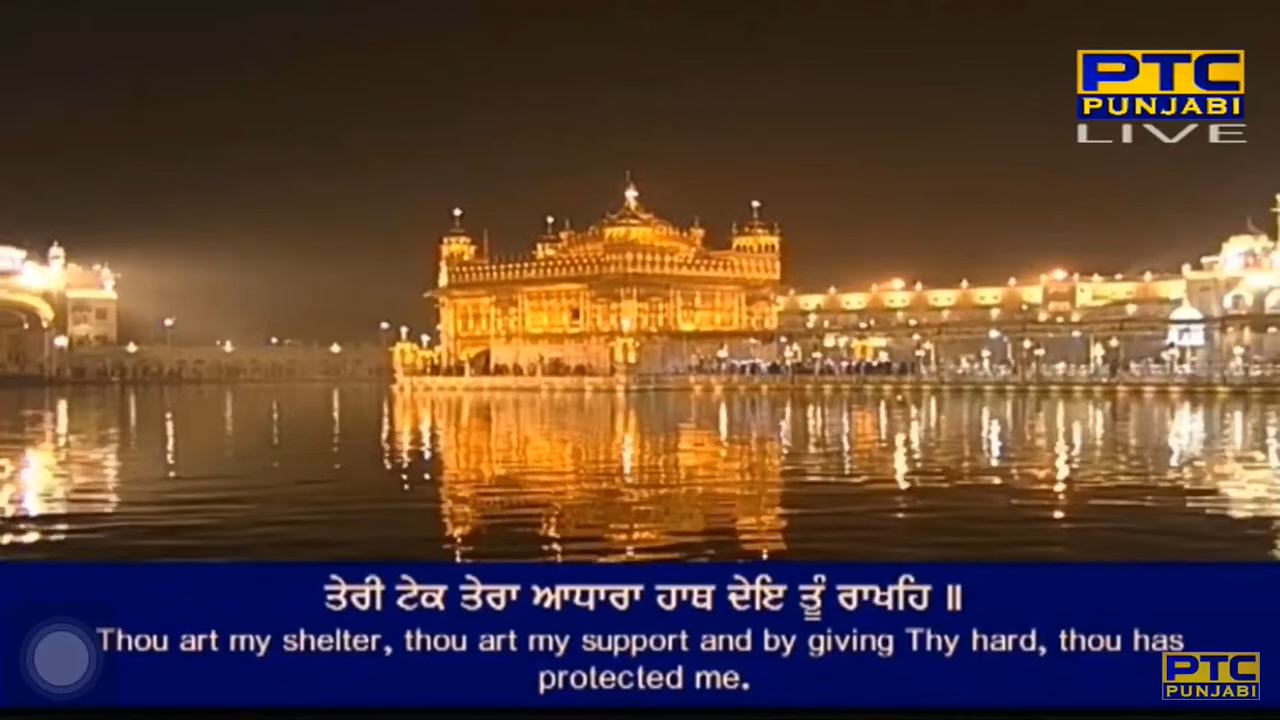 PTC
PUNJABI
LIVE
ਤੇਰੀ ਟੇਕ ਤੇਰਾ ਆਧਾਰਾ ਹਾਥ ਦੇਇ ਤੂੰ ਰਾਖਹਿ ॥
Thou art my shelter, thou art my support and by giving Thy hard, thou has
protected me.
PTC
PUNJABI